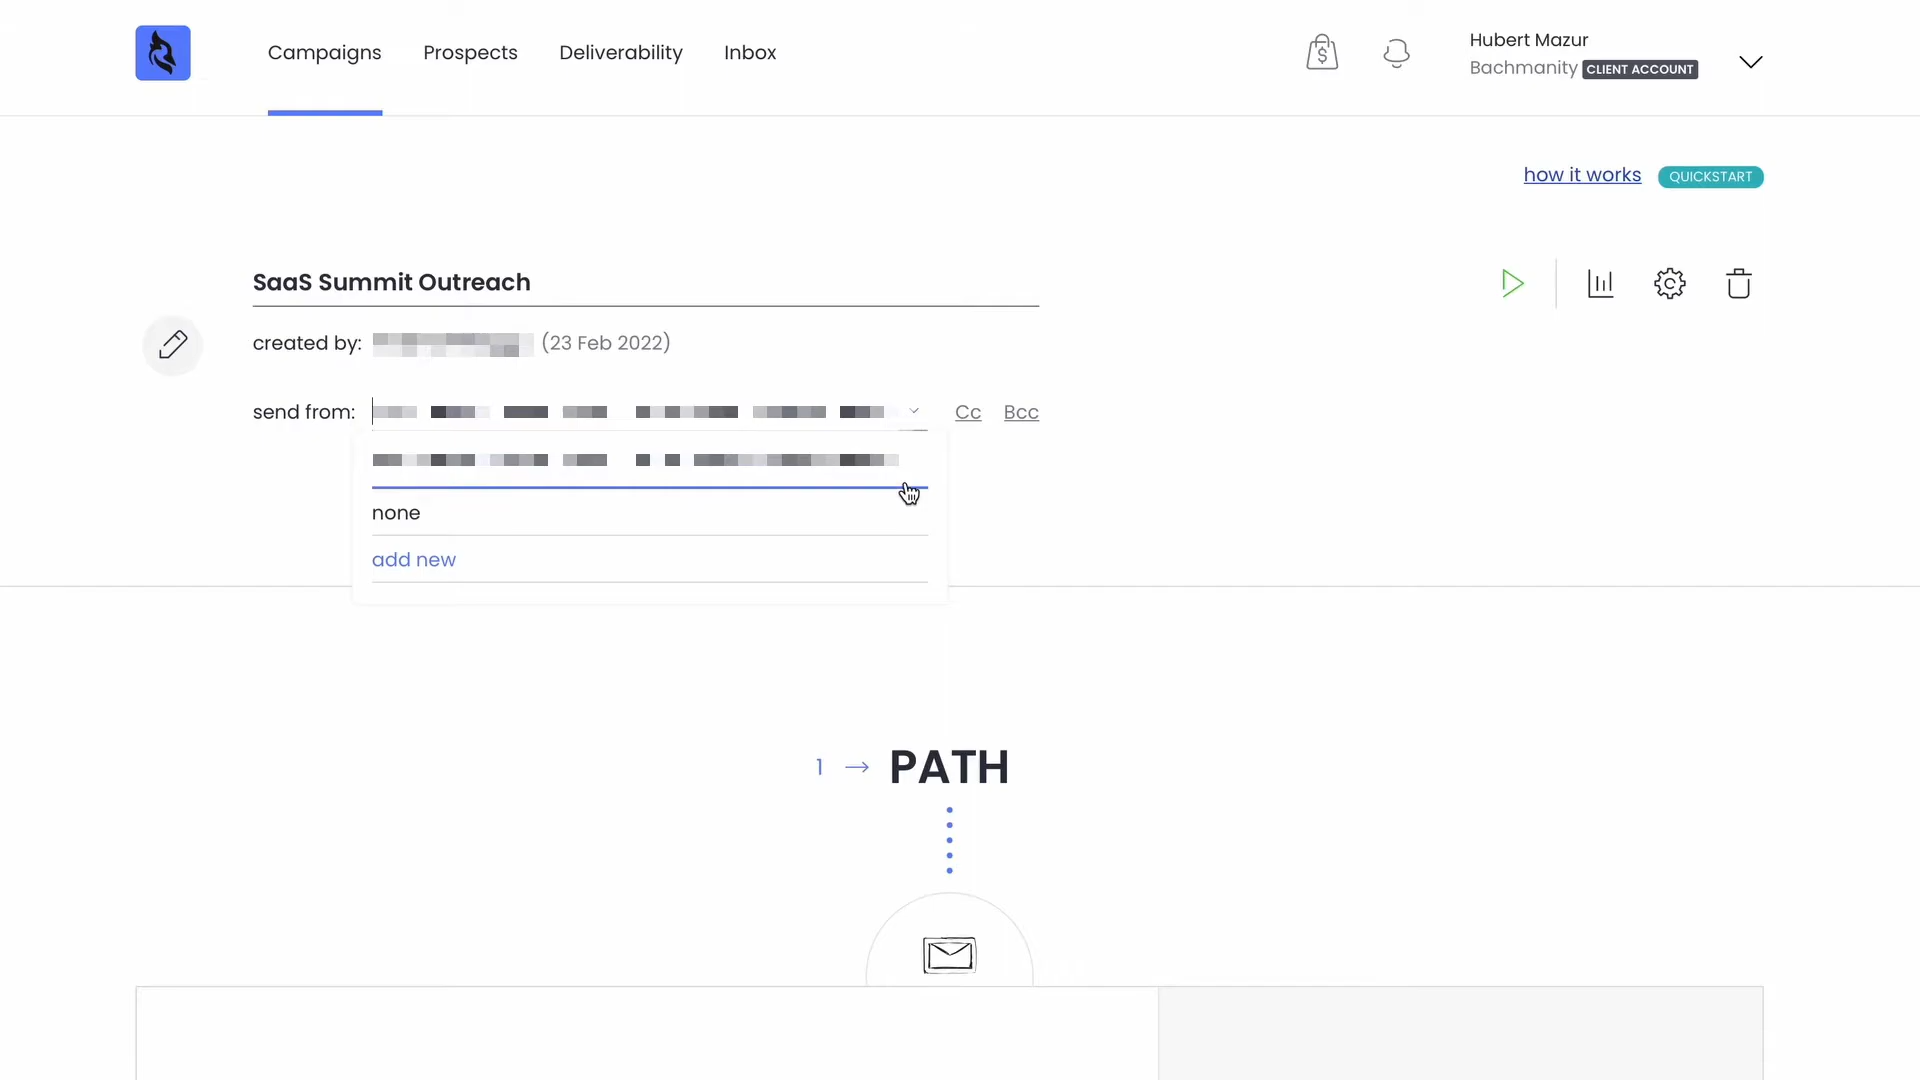 Campaigns Prospects Deliverability Inbox
Hubert Mazur
Bachmanity CLIENT ACCOUNT
how it works QUICKSTART
SaaS Summit Outreach
created by: (23 Feb 2022)
send from: Cc Bcc
none
add new
1 → PATH